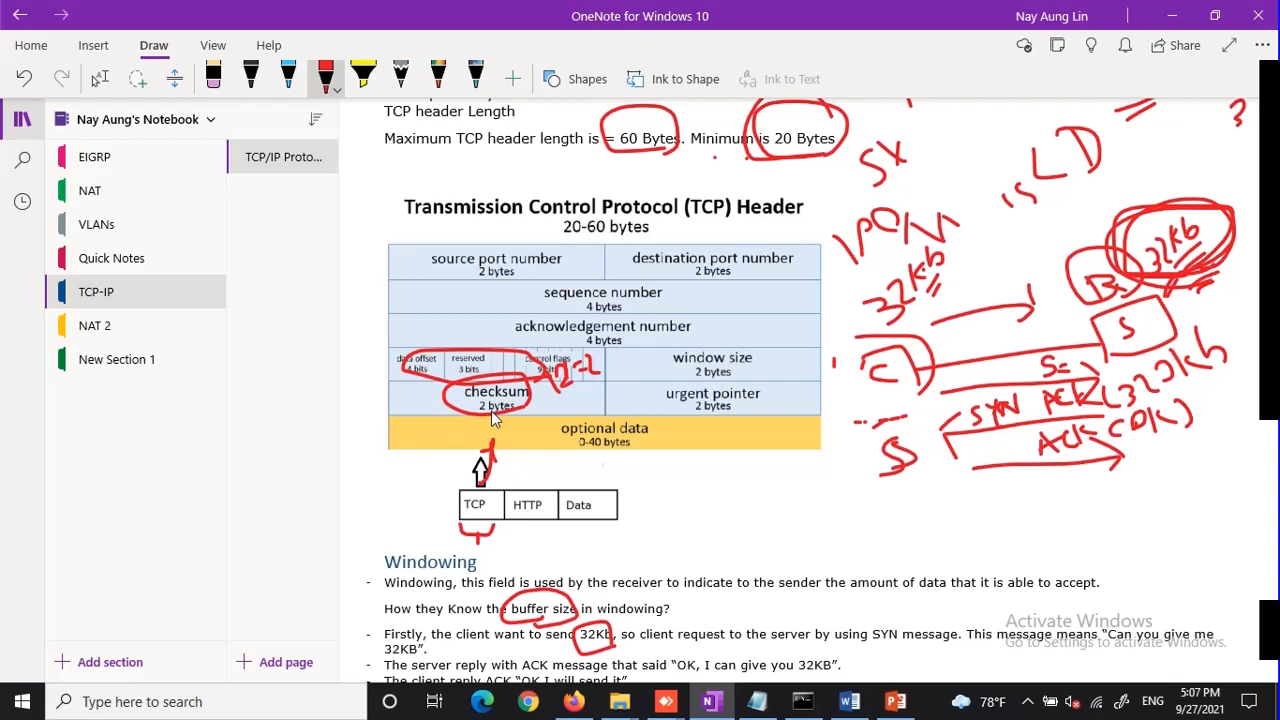 OneNote for Windows 10
Nay Aung Lin
Home Insert Draw View Help
Share
Shapes
Ink to Shape
Ink to Text
Nay Aung's Notebook
EIGRP
NAT
VLANs
Quick Notes
TCP-IP
NAT 2
New Section 1
TCP/IP Proto...
TCP header Length
Maximum TCP header length is = 60 Bytes. Minimum is 20 Bytes
Transmission Control Protocol (TCP) Header
20-60 bytes
source port number
2 bytes
destination port number
2 bytes
sequence number
4 bytes
acknowledgement number
4 bytes
data offset
4 bits
reserved
3 bits
control flags
window size
2 bytes
checksum
2 bytes
urgent pointer
2 bytes
optional data
0-40 bytes
TCP HTTP Data
32kb
32kb
C
S
SYN ACK (32kb
ACK (OK)
Windowing
- Windowing, this field is used by the receiver to indicate to the sender the amount of data that it is able to accept.
How they Know the buffer size in windowing?
- Firstly, the client want to send 32Kb, so client request to the server by using SYN message. This message means “Can you give me
32KB”.
- The server reply with ACK message that said “OK, I can give you 32KB”.
The client reply ACK “OK I will send it”
Activate Windows
Go to Settings to activate Windows.
+ Add section
+ Add page
Type here to search
78°F
ENG
5:07 PM
9/27/2021